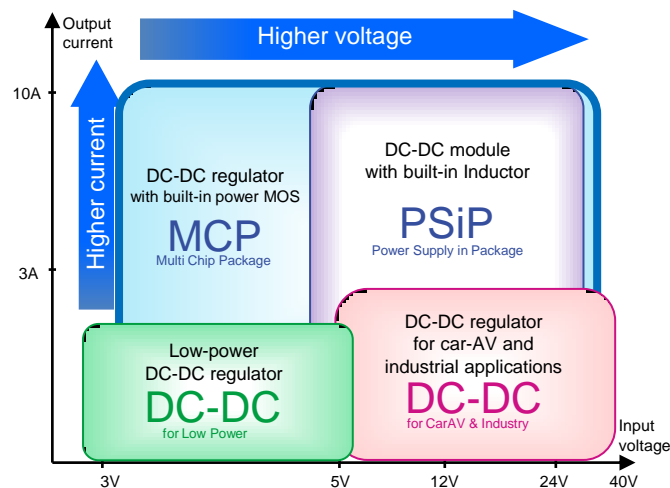 Output
current
Higher voltage
10A
Higher current
3A
DC-DC regulator
with built-in power MOS
MCP
Multi Chip Package
DC-DC module
with built-in Inductor
PSiP
Power Supply in Package
Low-power
DC-DC regulator
DC-DC
for Low Power
DC-DC regulator
for car-AV and
industrial applications
DC-DC
for CarAV & Industry
Input
voltage
3V
5V
12V
24V
40V